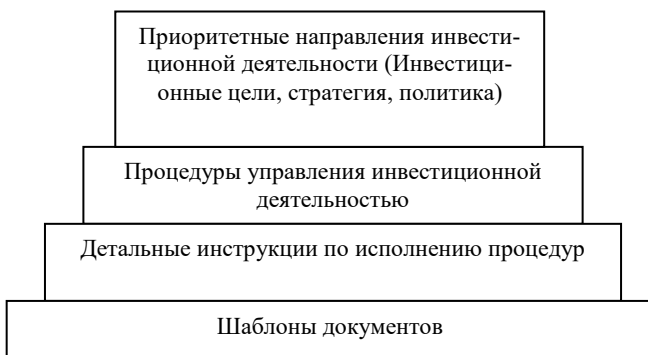 Приоритетные направления инвести-
ционной деятельности (Инвестици-
онные цели, стратегия, политика)
Процедуры управления инвестиционной
деятельностью
Детальные инструкции по исполнению процедур
Шаблоны документов